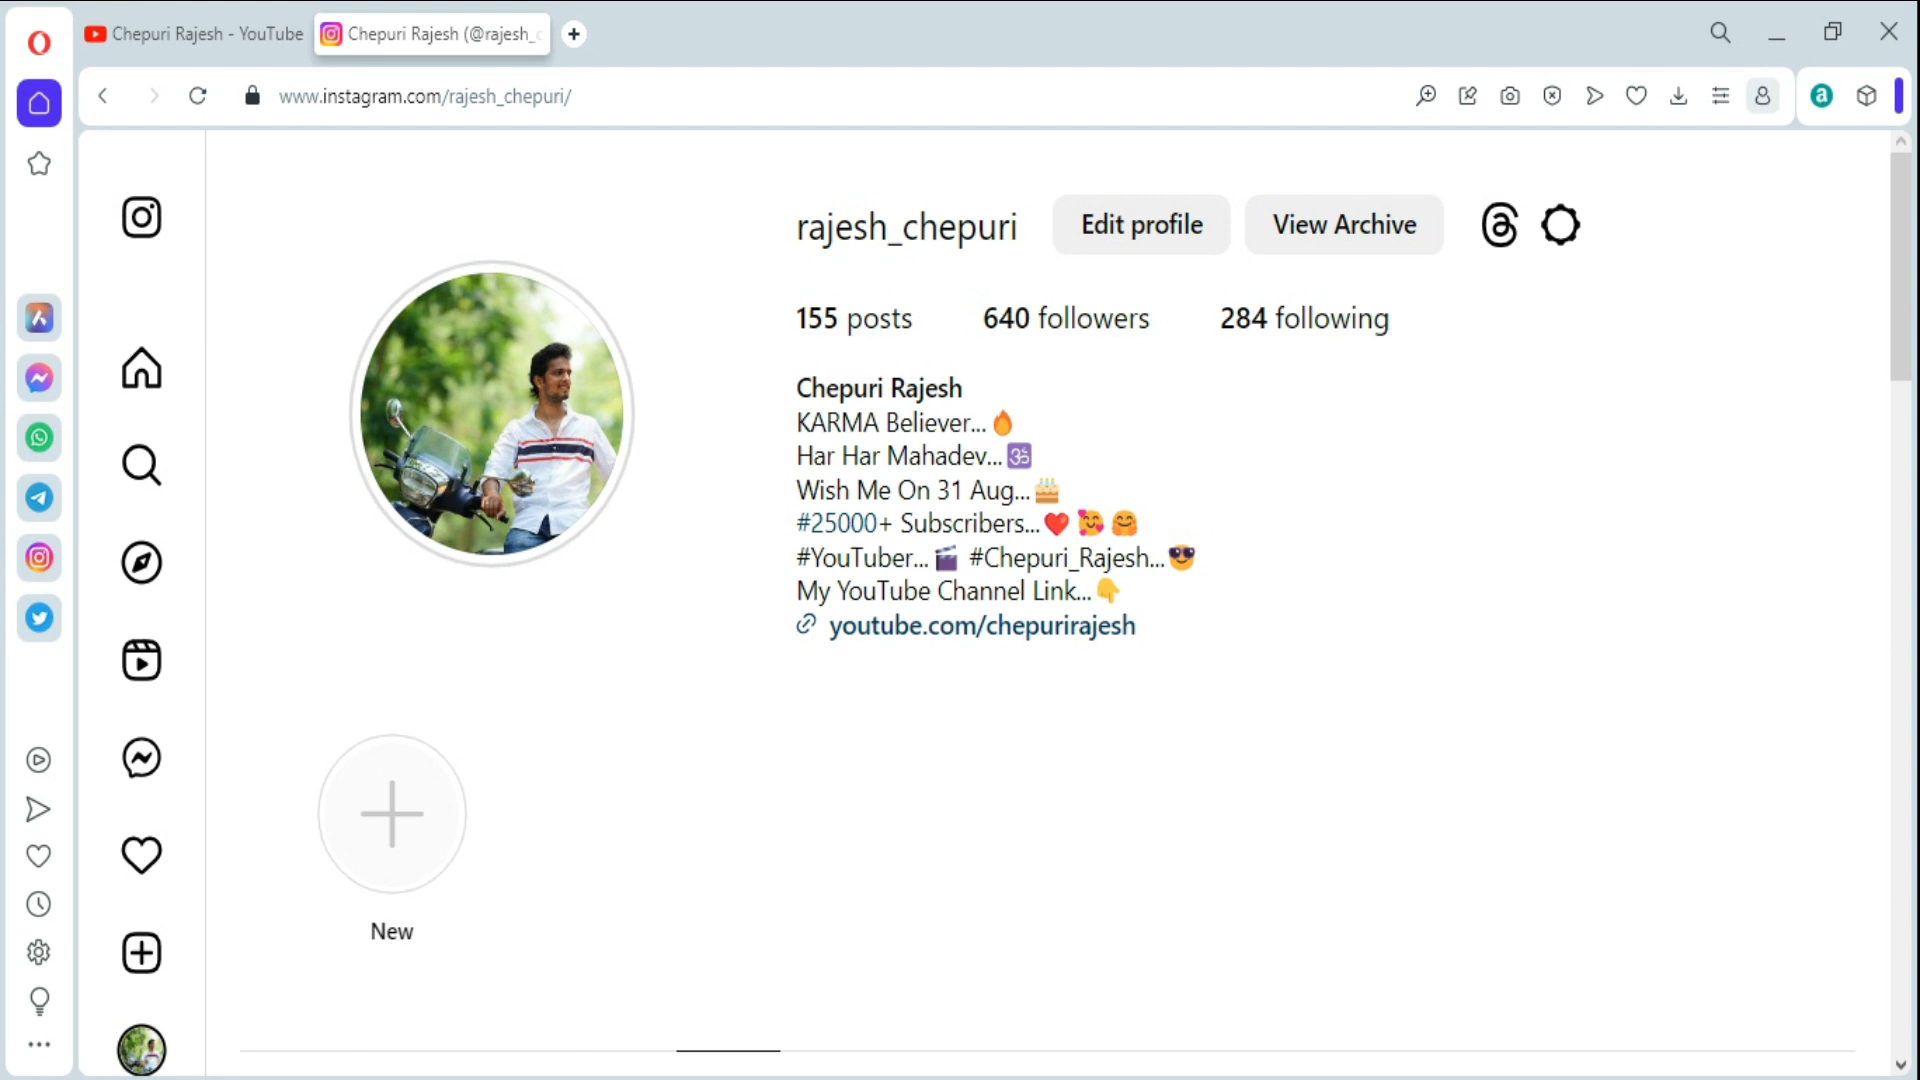 Chepuri Rajesh - YouTube
Chepuri Rajesh (@rajesh_
www.instagram.com/rajesh_chepuri/
rajesh_chepuri
Edit profile
View Archive
155 posts
640 followers
284 following
Chepuri Rajesh
KARMA Believer...🔥
Har Har Mahadev...🕉️
Wish Me On 31 Aug...🎂
#25000+ Subscribers...❤️🥰🤗
#YouTuber...🎬 #Chepuri_Rajesh...😎
My YouTube Channel Link...👇
youtube.com/chepurirajesh
New